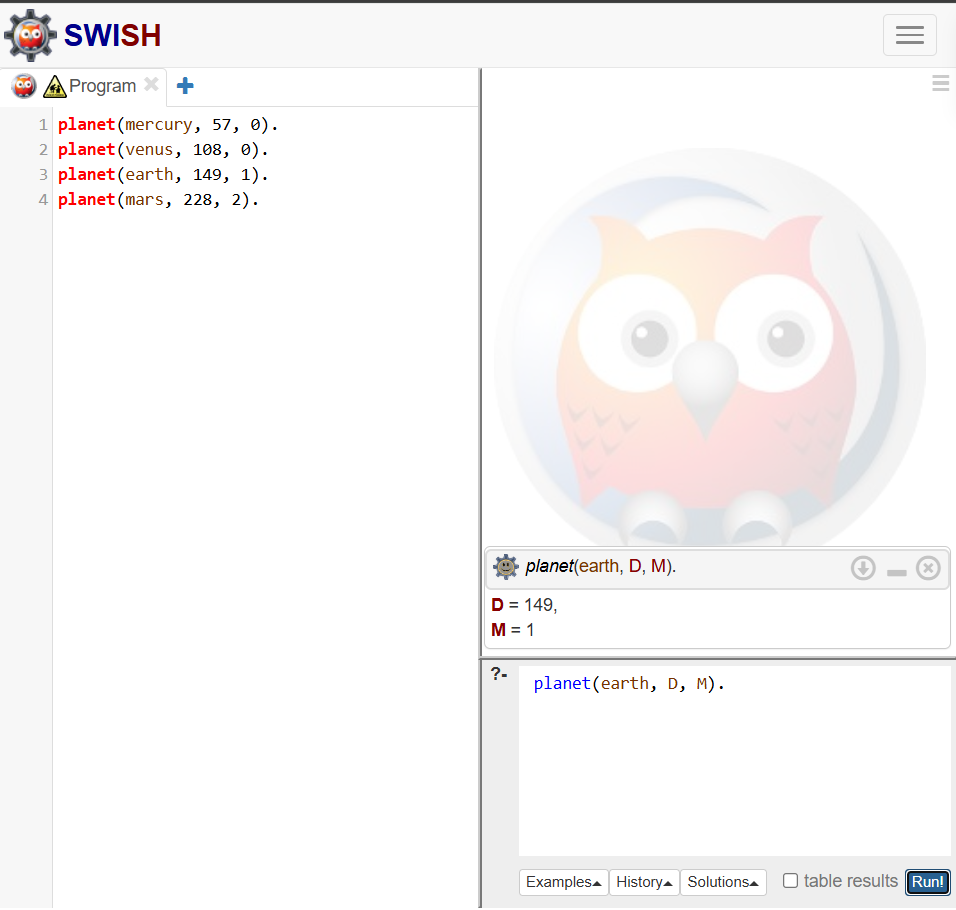 SWISH
Program
1 planet(mercury, 57, 0).
2 planet(venus, 108, 0).
3 planet(earth, 149, 1).
4 planet(mars, 228, 2).
planet(earth, D, M).
D = 149,
M = 1
?- planet(earth, D, M).
Examples History Solutions table results Run!